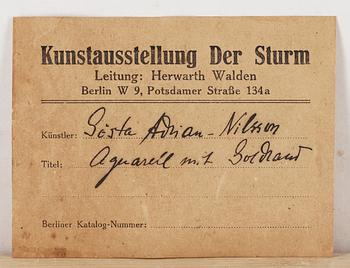 Kunstausstellung Der Sturm
Leitung: Herwarth Walden
Berlin W 9, Potsdamer Straße 134a
Künstler: Gösta Adrian-Nilsson
Titel: Aquarell mit Goldrand
Berliner Katalog-Nummer: